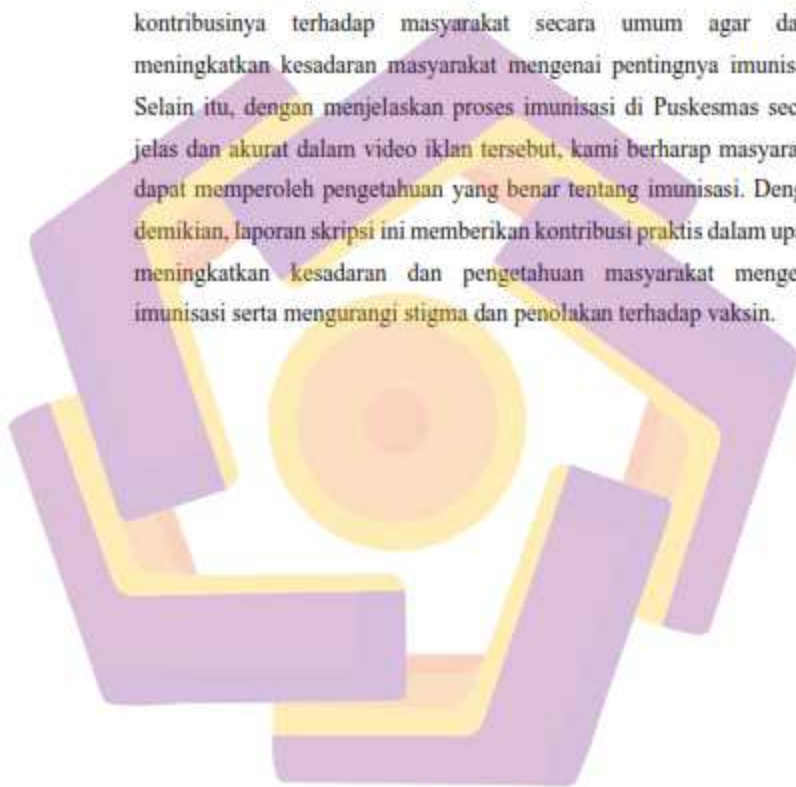 kontribusinya terhadap masyarakat secara umum agar da
meningkatkan kesadaran masyarakat mengenai pentingnya imunis
Selain itu, dengan menjelaskan proses imunisasi di Puskesmas sec
jelas dan akurat dalam video iklan tersebut, kami berharap masyara
dapat memperoleh pengetahuan yang benar tentang imunisasi. Deng
demikian, laporan skripsi ini memberikan kontribusi praktis dalam upa
meningkatkan kesadaran dan pengetahuan masyarakat menge
imunisasi serta mengurangi stigma dan penolakan terhadap vaksin.